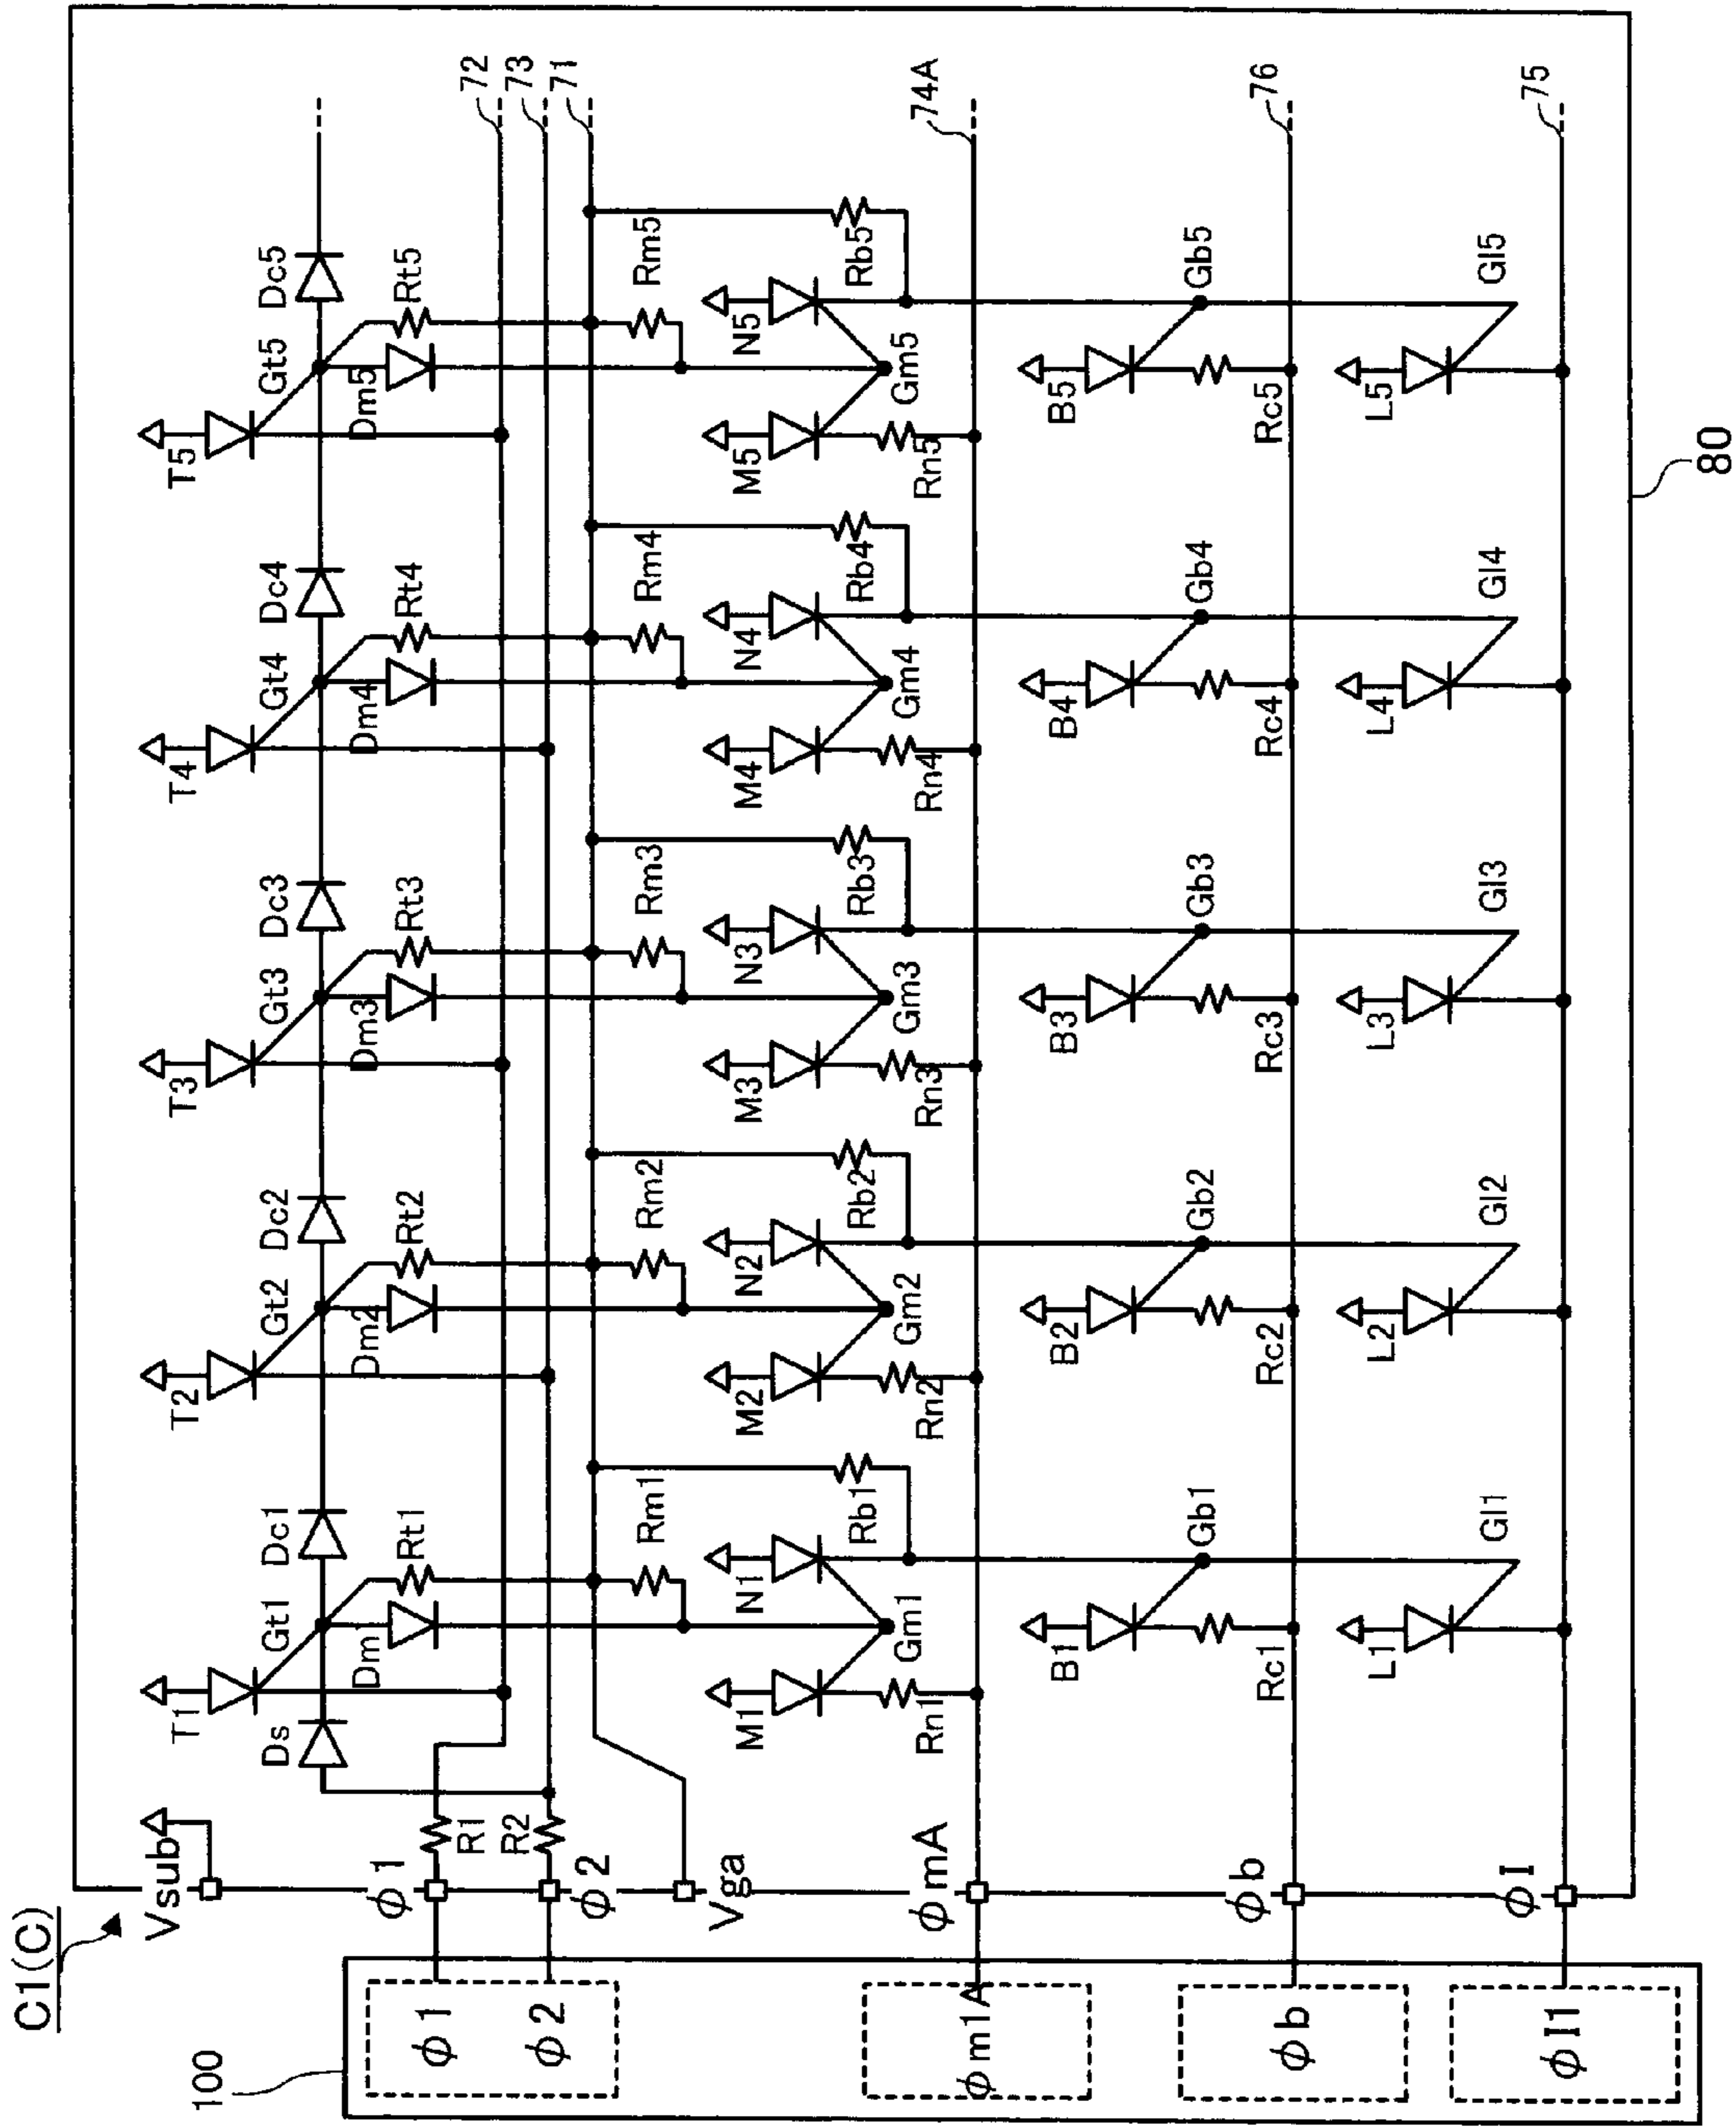 C1(C)
100
Vsub
φ1
φ2
Vga
φmA
φb
φI
φ1
φ2
φm1A
φb
φI1
R1
R2
Ds
T1
T2
T3
T4
T5
Gt1
Gt2
Gt3
Gt4
Gt5
Dc1
Dc2
Dc3
Dc4
Dc5
Dm
Dm2
Dm3
Dm4
Dm5
Rt1
Rt2
Rt3
Rt4
Rt5
72
73
71
Rm1
Rm2
Rm3
Rm4
Rm5
M1
N1
M2
N2
M3
N3
M4
N4
M5
N5
Rb1
Rb2
Rb3
Rb4
Rb5
Gm1
Gm2
Gm3
Gm4
Gm5
Rn1
Rn2
Rn3
Rn4
Rn5
74A
B1
B2
B3
B4
B5
Gb1
Gb2
Gb3
Gb4
Gb5
Rc1
Rc2
Rc3
Rc4
Rc5
76
L1
L2
L3
L4
L5
Gl1
Gl2
Gl3
Gl4
Gl5
75
80